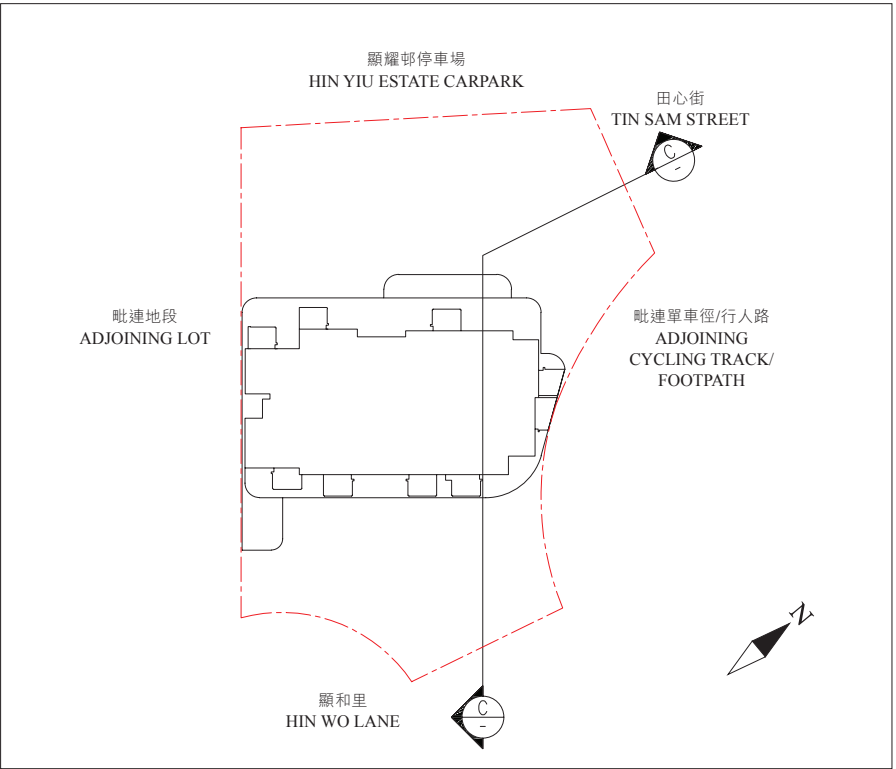 顯耀邨停車場
HIN YIU ESTATE CARPARK
田心街
TIN SAM STREET
C
-
毗連地段
ADJOINING LOT
毗連單車徑/行人路
ADJOINING
CYCLING TRACK/
FOOTPATH
N
顯和里
HIN WO LANE
C
-